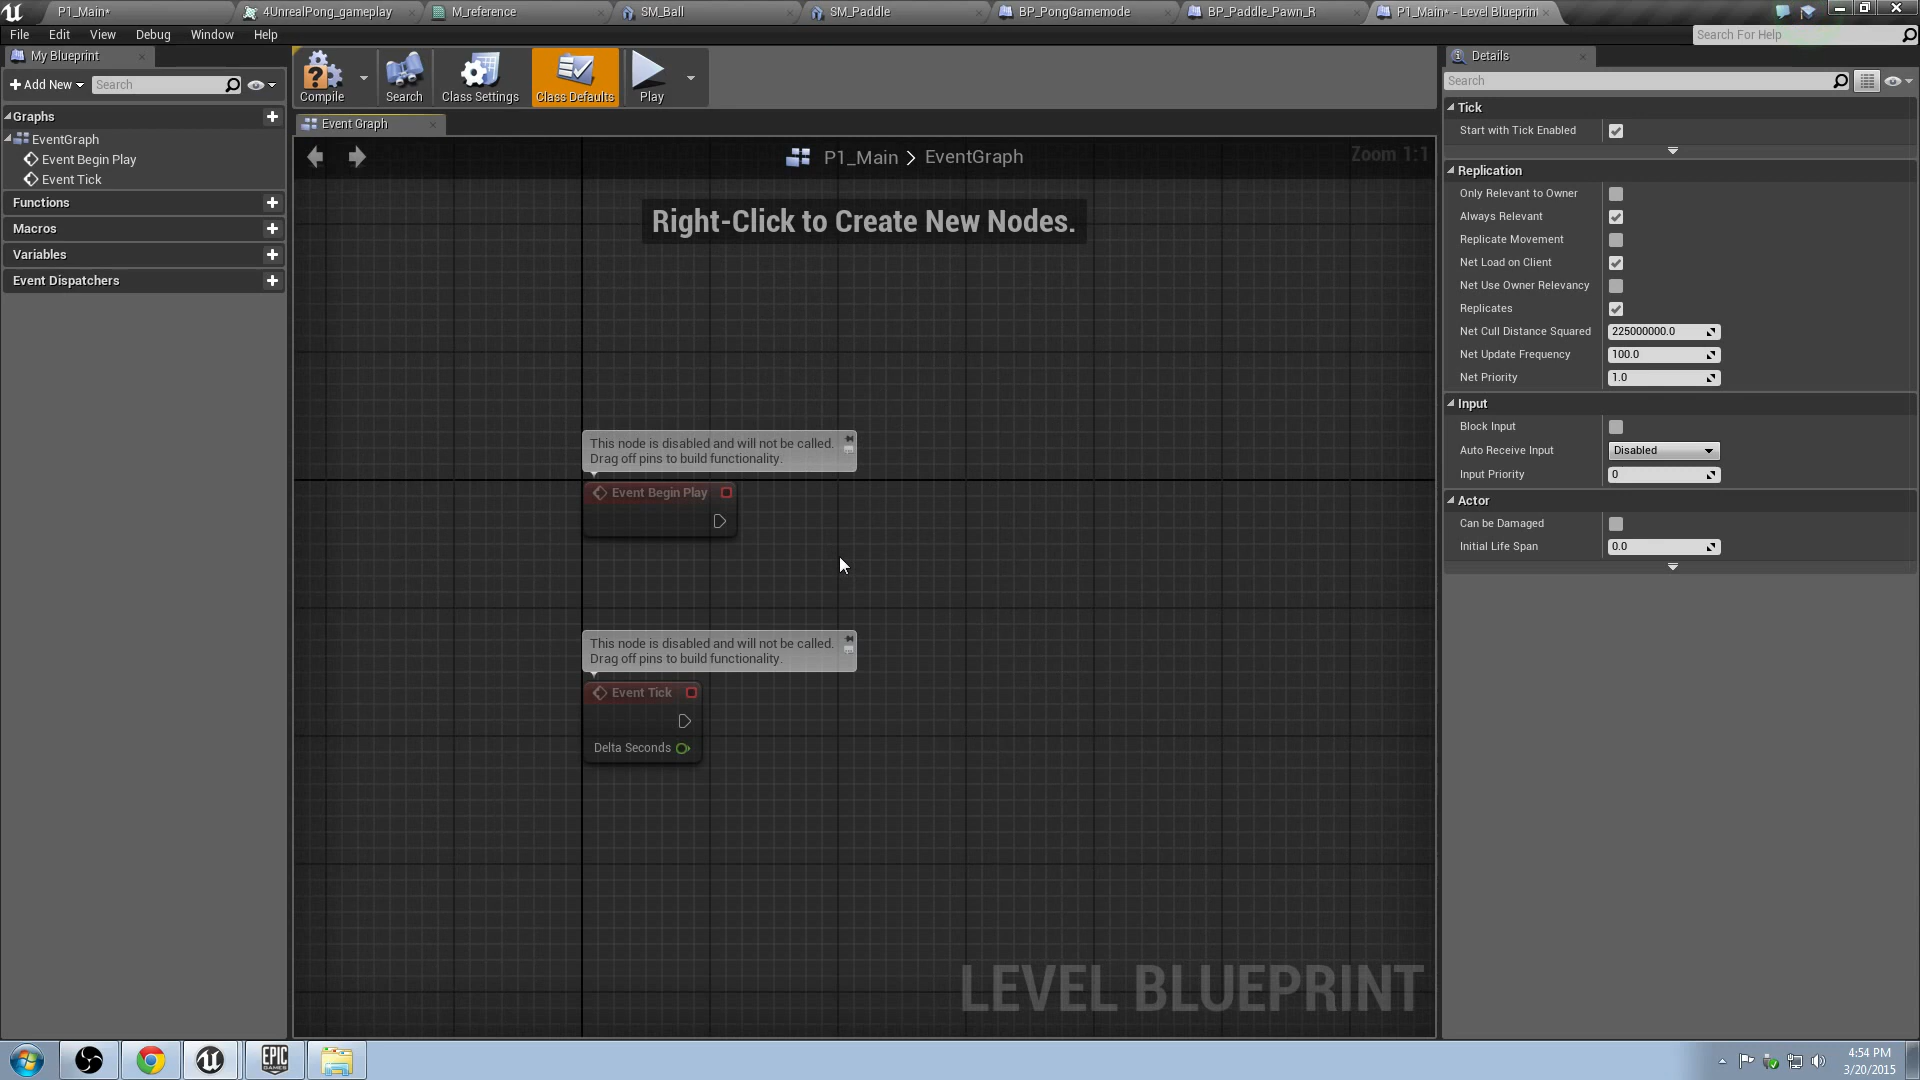 P1_Main*
4UnrealPong_gameplay
M_reference
SM_Ball
SM_Paddle
BP_PongGamemode
BP_Paddle_Pawn_R
P1_Main* - Level Blueprint
File Edit View Debug Window Help
Search For Help
My Blueprint
Add New
Search
Graphs
EventGraph
Event Begin Play
Event Tick
Functions
Macros
Variables
Event Dispatchers
Compile
Search
Class Settings
Class Defaults
Play
Event Graph
P1_Main > EventGraph
Zoom 1:1
Right-Click to Create New Nodes.
This node is disabled and will not be called.
Drag off pins to build functionality.
Event Begin Play
This node is disabled and will not be called.
Drag off pins to build functionality.
Event Tick
Delta Seconds
LEVEL BLUEPRINT
Details
Search
Tick
Start with Tick Enabled
Replication
Only Relevant to Owner
Always Relevant
Replicate Movement
Net Load on Client
Net Use Owner Relevancy
Replicates
Net Cull Distance Squared 225000000.0
Net Update Frequency 100.0
Net Priority 1.0
Input
Block Input
Auto Receive Input Disabled
Input Priority 0
Actor
Can be Damaged
Initial Life Span 0.0
EPIC
GAMES
4:54 PM
3/20/2015